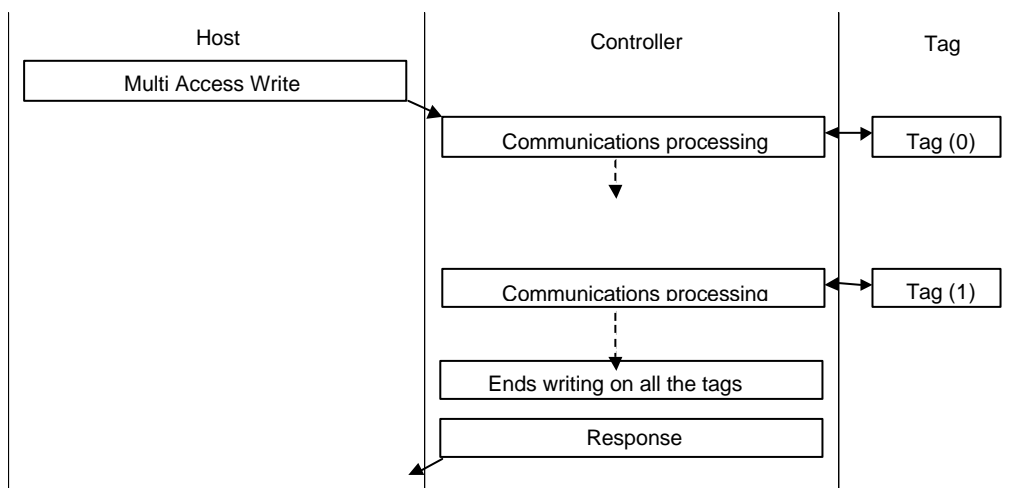 Host
Controller
Tag
Multi Access Write
Communications processing
Tag (0)
Communications processing
Tag (1)
Ends writing on all the tags
Response